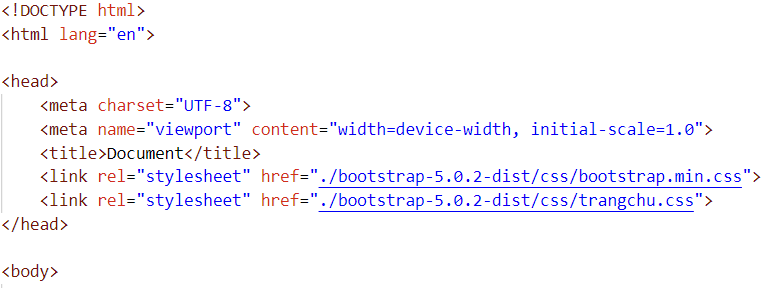 <!DOCTYPE html>
<html lang="en">
<head>
<meta charset="UTF-8">
<meta name="viewport" content="width=device-width, initial-scale=1.0">
<title>Document</title>
<link rel="stylesheet" href="./bootstrap-5.0.2-dist/css/bootstrap.min.css">
<link rel="stylesheet" href="./bootstrap-5.0.2-dist/css/trangchu.css">
</head>
<body>